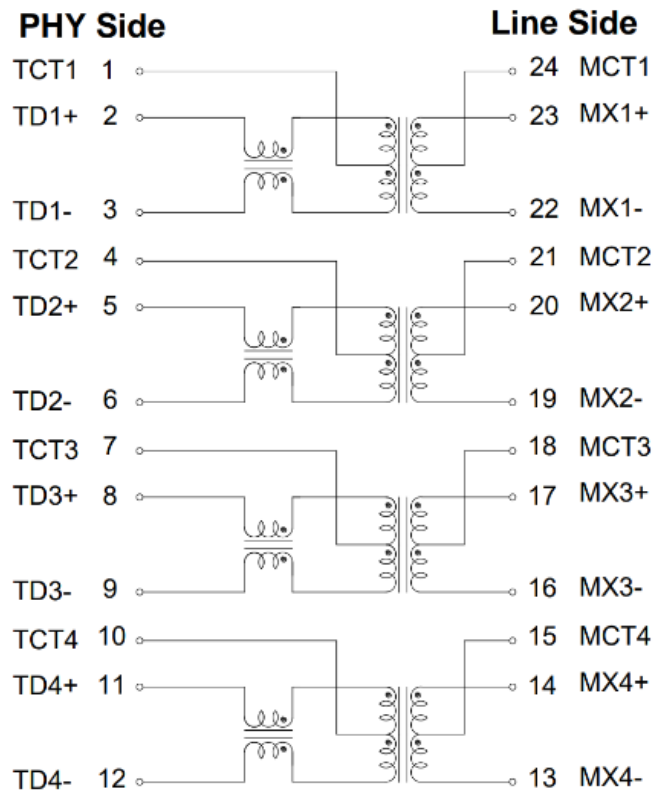 PHY Side Line Side
TCT1 1 24 MCT1
TD1+ 2 23 MX1+
TD1- 3 22 MX1-
TCT2 4 21 MCT2
TD2+ 5 20 MX2+
TD2- 6 19 MX2-
TCT3 7 18 MCT3
TD3+ 8 17 MX3+
TD3- 9 16 MX3-
TCT4 10 15 MCT4
TD4+ 11 14 MX4+
TD4- 12 13 MX4-